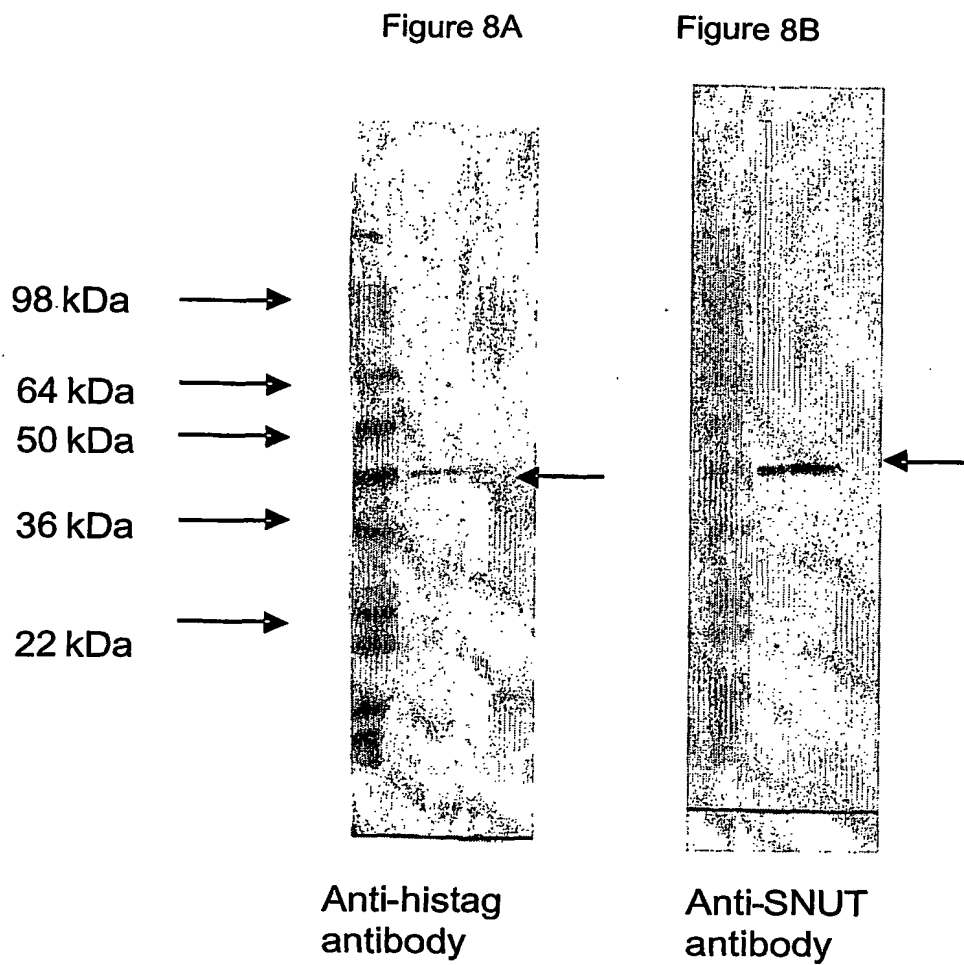 Figure 8A
Figure 8B
98 kDa
64 kDa
50 kDa
36 kDa
22 kDa
Anti-histag
antibody
Anti-SNUT
antibody